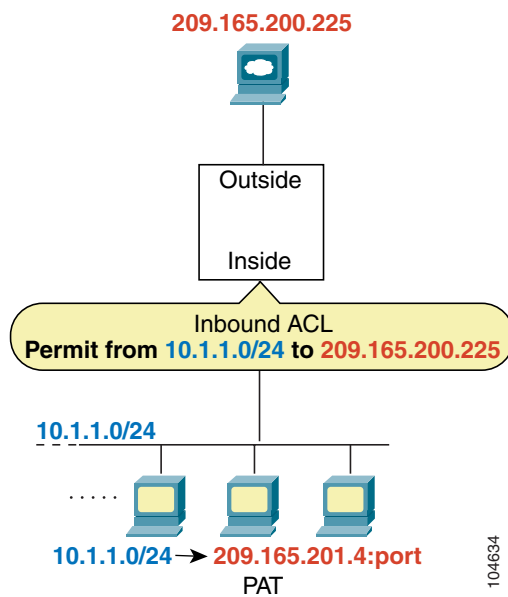 209.165.200.225
Outside
Inside
Inbound ACL
Permit from 10.1.1.0/24 to 209.165.200.225
10.1.1.0/24
10.1.1.0/24 209.165.201.4:port
PAT
104634